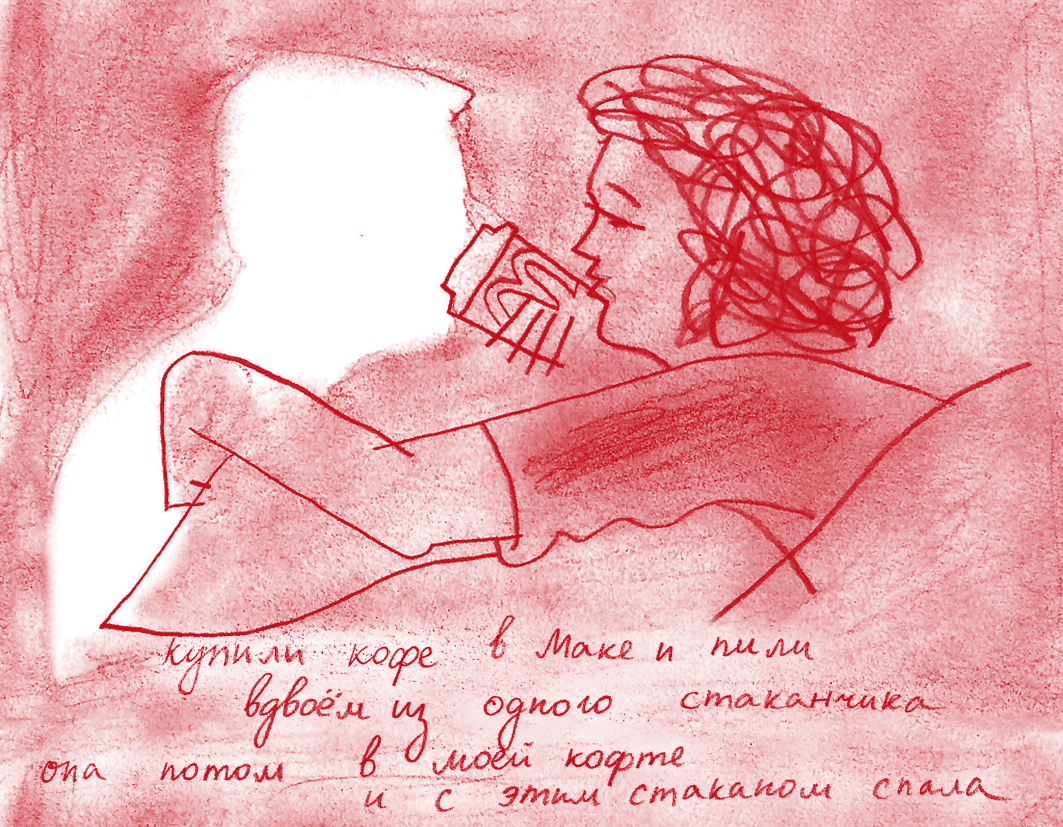 купили кофе в Маке и пили
вдвоём из одного стаканчика
она потом в моей кофте
и с этим стаканом спала